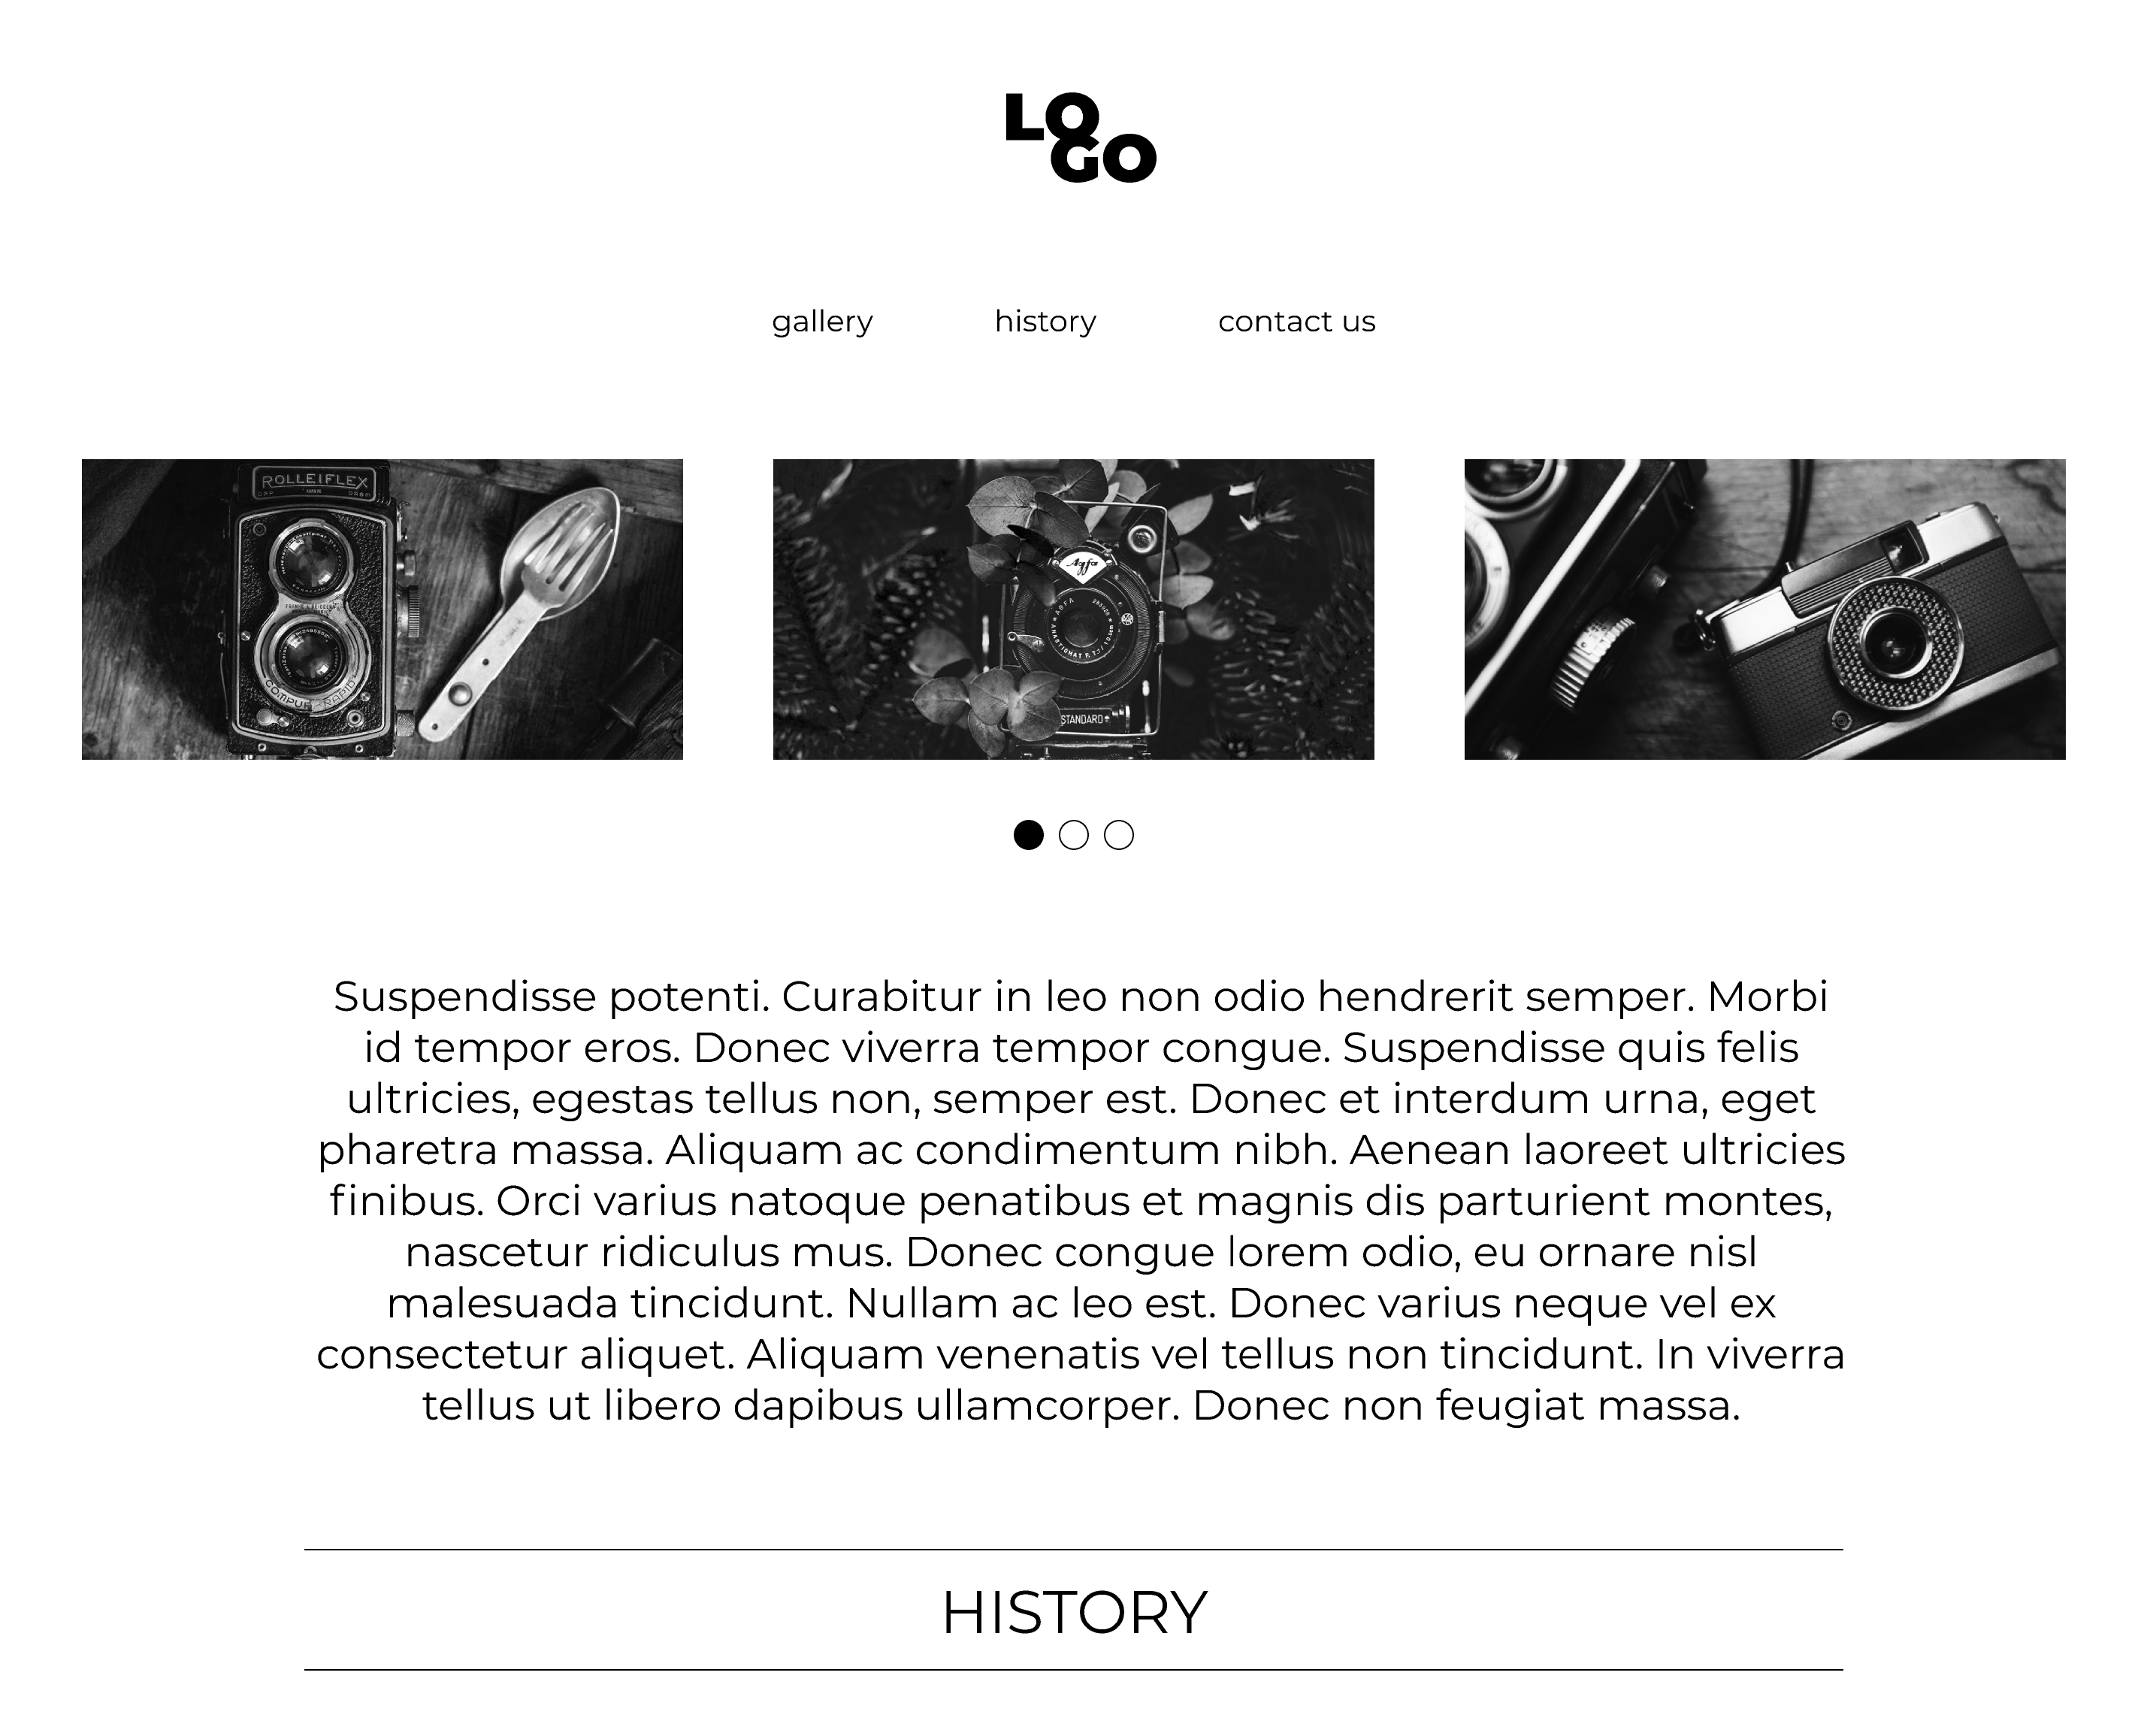 LO
GO
gallery history contact us
ROLLEIFLEX
COMPUR RAPID
Agfa
AGFA
STANDARD
Suspendisse potenti. Curabitur in leo non odio hendrerit semper. Morbi
id tempor eros. Donec viverra tempor congue. Suspendisse quis felis
ultricies, egestas tellus non, semper est. Donec et interdum urna, eget
pharetra massa. Aliquam ac condimentum nibh. Aenean laoreet ultricies
finibus. Orci varius natoque penatibus et magnis dis parturient montes,
nascetur ridiculus mus. Donec congue lorem odio, eu ornare nisl
malesuada tincidunt. Nullam ac leo est. Donec varius neque vel ex
consectetur aliquet. Aliquam venenatis vel tellus non tincidunt. In viverra
tellus ut libero dapibus ullamcorper. Donec non feugiat massa.
HISTORY